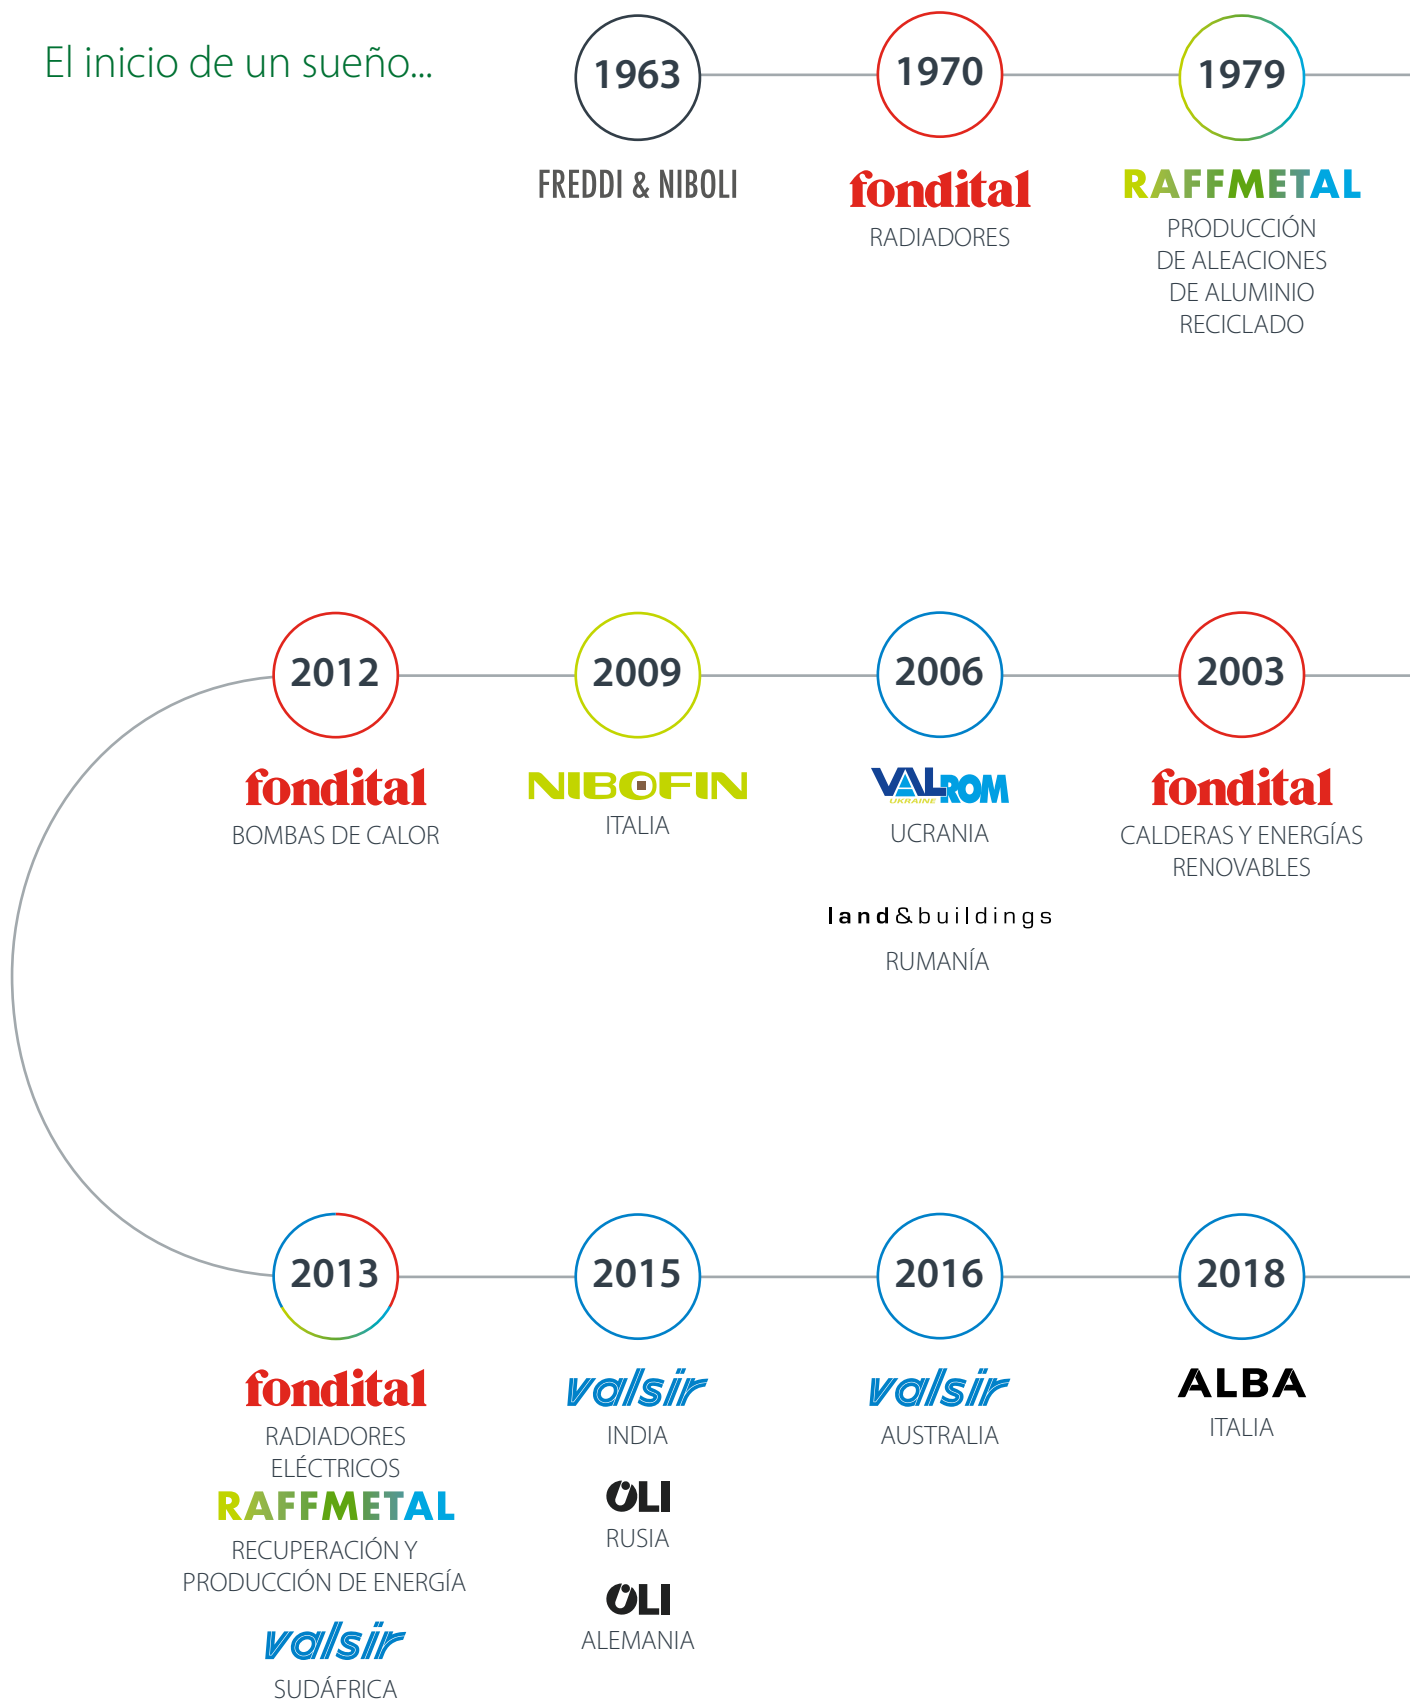 El inicio de un sueño...
1963
FREDDI & NIBOLI
1970
fondital
RADIADORES
1979
RAFFMETAL
PRODUCCIÓN
DE ALEACIONES
DE ALUMINIO
RECICLADO
2012
fondital
BOMBAS DE CALOR
2009
NIBOFIN
ITALIA
2006
VALROM
UKRAINE
UCRANIA
land&buildings
RUMANÍA
2003
fondital
CALDERAS Y ENERGÍAS
RENOVABLES
2013
fondital
RADIADORES
ELÉCTRICOS
RAFFMETAL
RECUPERACIÓN Y
PRODUCCIÓN DE ENERGÍA
valsir
SUDÁFRICA
2015
valsir
INDIA
OLI
RUSIA
OLI
ALEMANIA
2016
valsir
AUSTRALIA
2018
ALBA
ITALIA